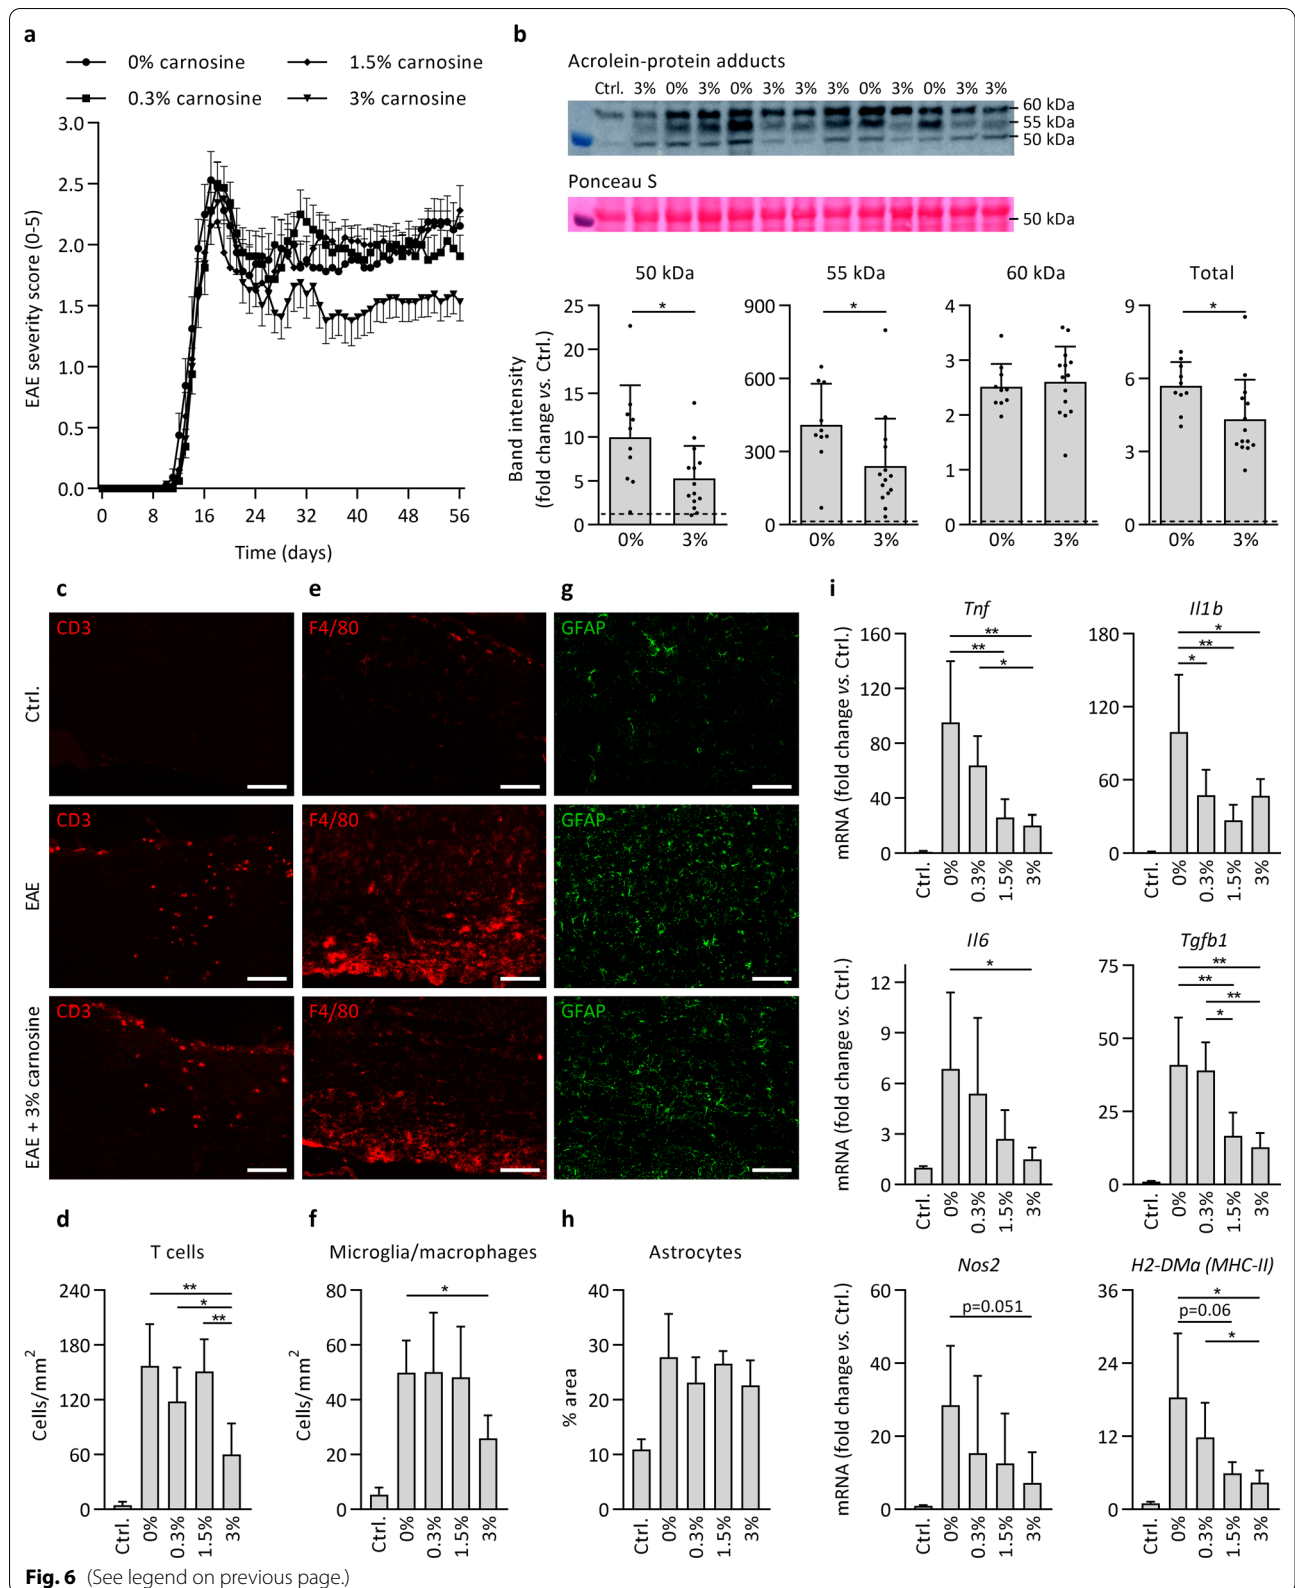 a
0% carnosine
1.5% carnosine
0.3% carnosine
3% carnosine
EAE severity score (0-5)
3.0
2.5
2.0
1.5
1.0
0.5
0.0
0 8 16 24 32 40 48 56
Time (days)
b
Acrolein-protein adducts
Ctrl. 3% 0% 3% 0% 3% 3% 3% 0% 3% 0% 3% 3%
60 kDa
55 kDa
50 kDa
Ponceau S
50 kDa
Band intensity
(fold change vs. Ctrl.)
50 kDa
25
20
15
10
5
0
*
0% 3%
55 kDa
900
600
300
0
*
0% 3%
60 kDa
4
3
2
1
0
0% 3%
Total
9
6
3
0
*
0% 3%
c
e
g
Ctrl.
CD3
F4/80
GFAP
EAE
CD3
F4/80
GFAP
EAE + 3% carnosine
CD3
F4/80
GFAP
d
T cells
Cells/mm2
240
180
120
60
0
**
*
**
Ctrl. 0% 0.3% 1.5% 3%
f
Microglia/macrophages
Cells/mm2
80
60
40
20
0
*
Ctrl. 0% 0.3% 1.5% 3%
h
Astrocytes
% area
40
30
20
10
0
Ctrl. 0% 0.3% 1.5% 3%
i
Tnf
mRNA (fold change vs. Ctrl.)
160
120
80
40
0
**
**
*
Ctrl. 0% 0.3% 1.5% 3%
Il1b
180
120
60
0
*
**
*
Ctrl. 0% 0.3% 1.5% 3%
Il6
mRNA (fold change vs. Ctrl.)
12
9
6
3
0
*
Ctrl. 0% 0.3% 1.5% 3%
Tgfb1
75
50
25
0
**
**
**
*
Ctrl. 0% 0.3% 1.5% 3%
Nos2
mRNA (fold change vs. Ctrl.)
60
40
20
0
p=0.051
Ctrl. 0% 0.3% 1.5% 3%
H2-DMa (MHC-II)
36
24
12
0
*
p=0.06
*
Ctrl. 0% 0.3% 1.5% 3%
Fig. 6 (See legend on previous page.)